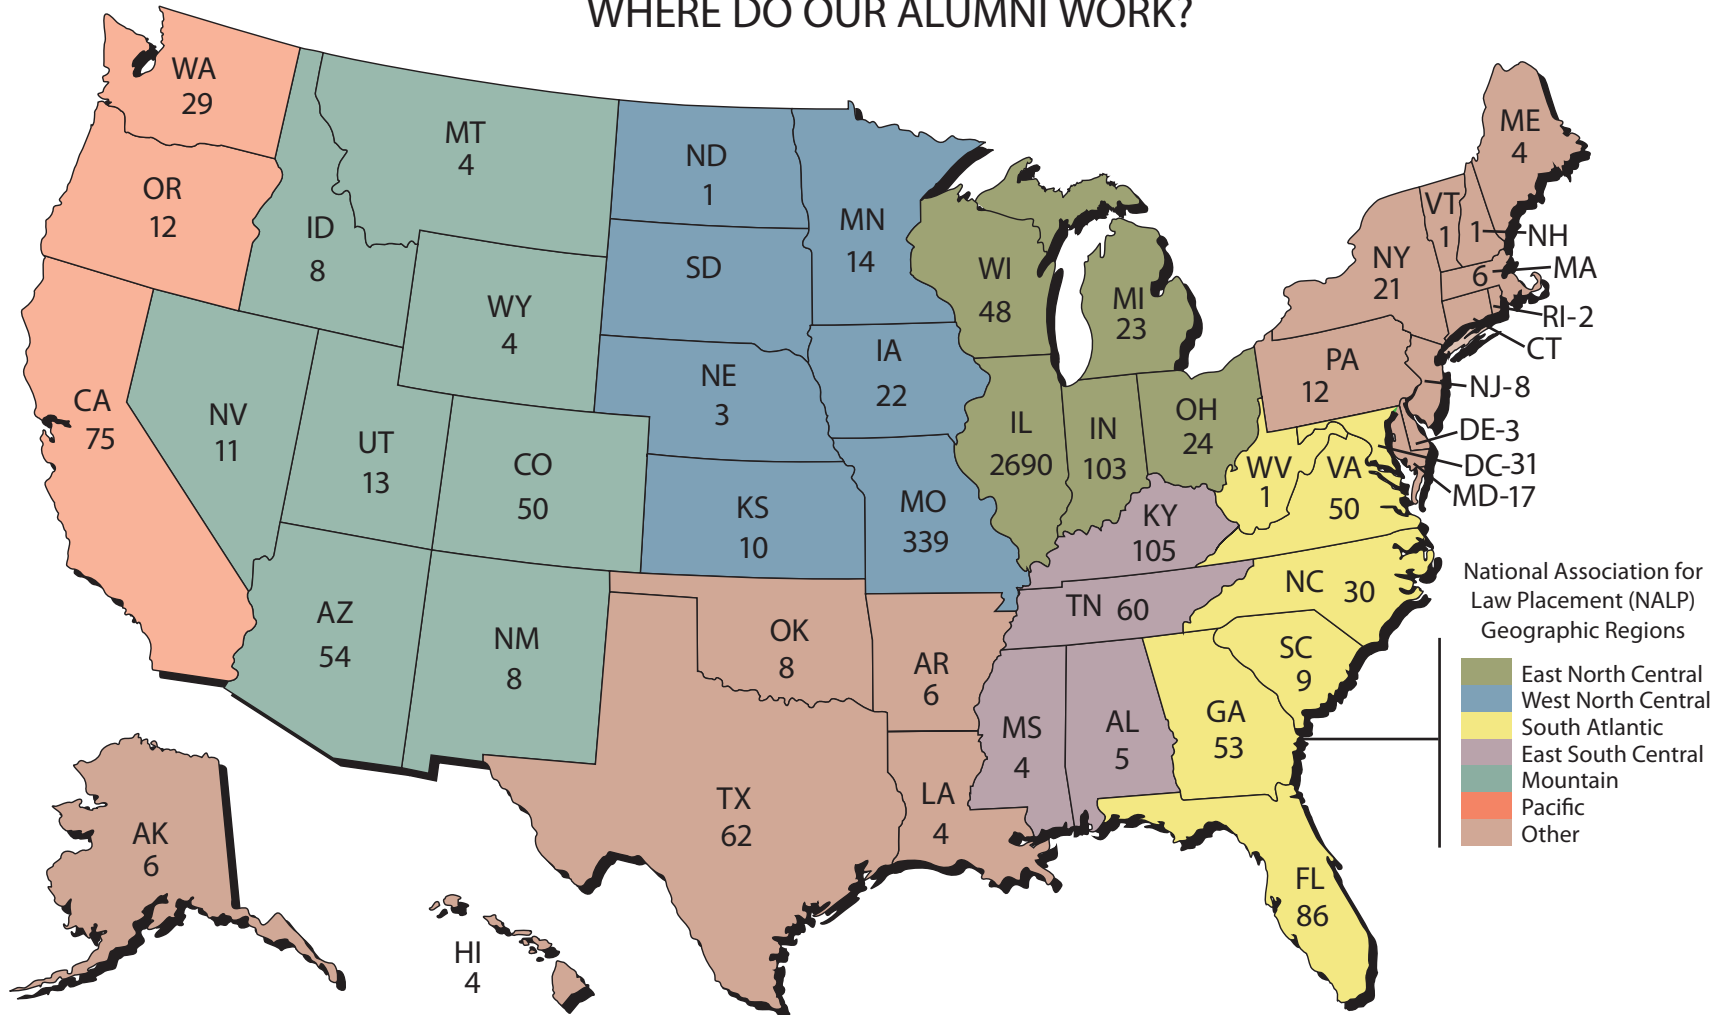 WHERE DO OUR ALUMNI WORK?
WA
29
OR
12
CA
75
MT
4
ID
8
WY
4
NV
11
UT
13
CO
50
AZ
54
NM
8
ND
1
SD
NE
3
KS
10
MN
14
IA
22
MO
339
WI
48
MI
23
IL
2690
IN
103
OH
24
KY
105
TN 60
MS
4
AL
5
OK
8
AR
6
TX
62
LA
4
WV
1
VA
50
NC 30
SC
9
GA
53
FL
86
ME
4
VT
1
1 NH
6 MA
NY
21
RI-2
CT
PA
12
NJ-8
DE-3
DC-31
MD-17
AK
6
HI
4
National Association for
Law Placement (NALP)
Geographic Regions
East North Central
West North Central
South Atlantic
East South Central
Mountain
Pacific
Other